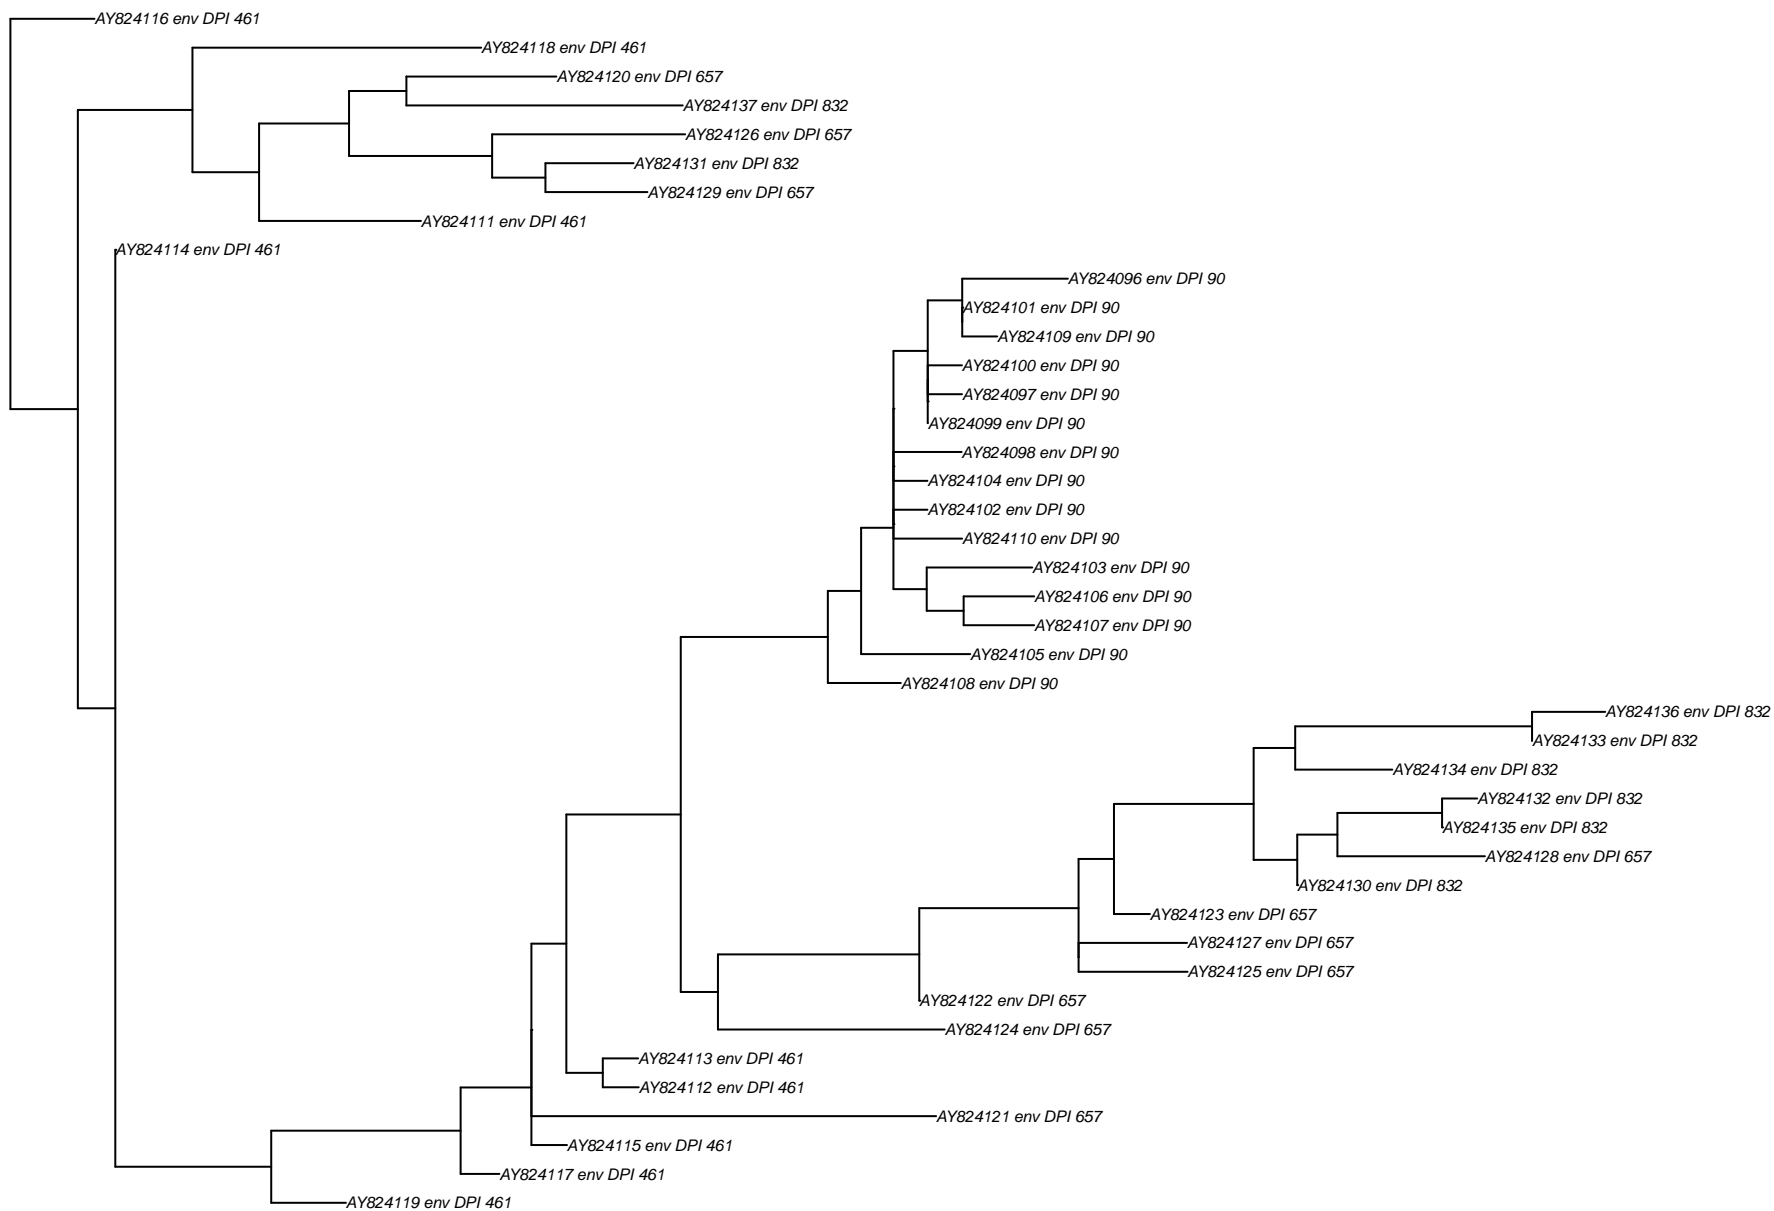 AY824116 env DPI 461
AY824118 env DPI 461
AY824120 env DPI 657
AY824137 env DPI 832
AY824126 env DPI 657
AY824131 env DPI 832
AY824129 env DPI 657
AY824111 env DPI 461
AY824114 env DPI 461
AY824096 env DPI 90
AY824101 env DPI 90
AY824109 env DPI 90
AY824100 env DPI 90
AY824097 env DPI 90
AY824099 env DPI 90
AY824098 env DPI 90
AY824104 env DPI 90
AY824102 env DPI 90
AY824110 env DPI 90
AY824103 env DPI 90
AY824106 env DPI 90
AY824107 env DPI 90
AY824105 env DPI 90
AY824108 env DPI 90
AY824136 env DPI 832
AY824133 env DPI 832
AY824134 env DPI 832
AY824132 env DPI 832
AY824135 env DPI 832
AY824128 env DPI 657
AY824130 env DPI 832
AY824123 env DPI 657
AY824127 env DPI 657
AY824125 env DPI 657
AY824122 env DPI 657
AY824124 env DPI 657
AY824113 env DPI 461
AY824112 env DPI 461
AY824121 env DPI 657
AY824115 env DPI 461
AY824117 env DPI 461
AY824119 env DPI 461